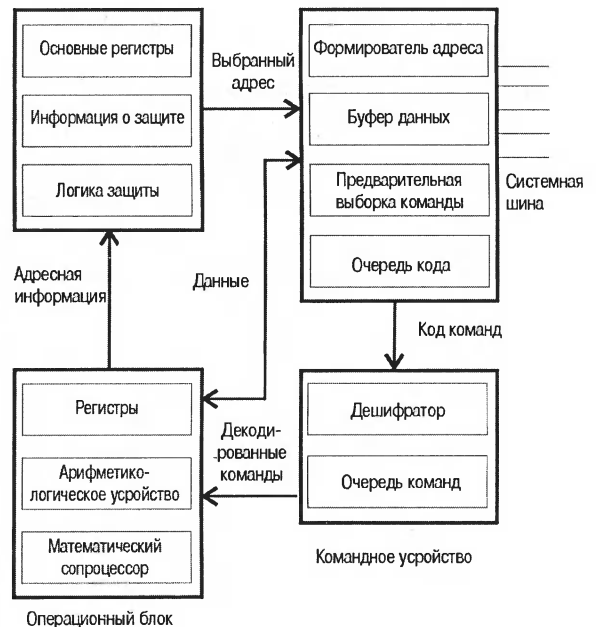 Основные регистры
Информация о защите
Логика защиты
Выбранный
адрес
Формирователь адреса
Буфер данных
Предварительная
выборка команды
Очередь кода
Системная
шина
Адресная
информация
Данные
Код команд
Регистры
Арифметико-
логическое усройство
Математический
сопроцессор
Декоди-
.рованные
команды
Дешифратор
Очередь команд
Командное усройство
Операционный блок